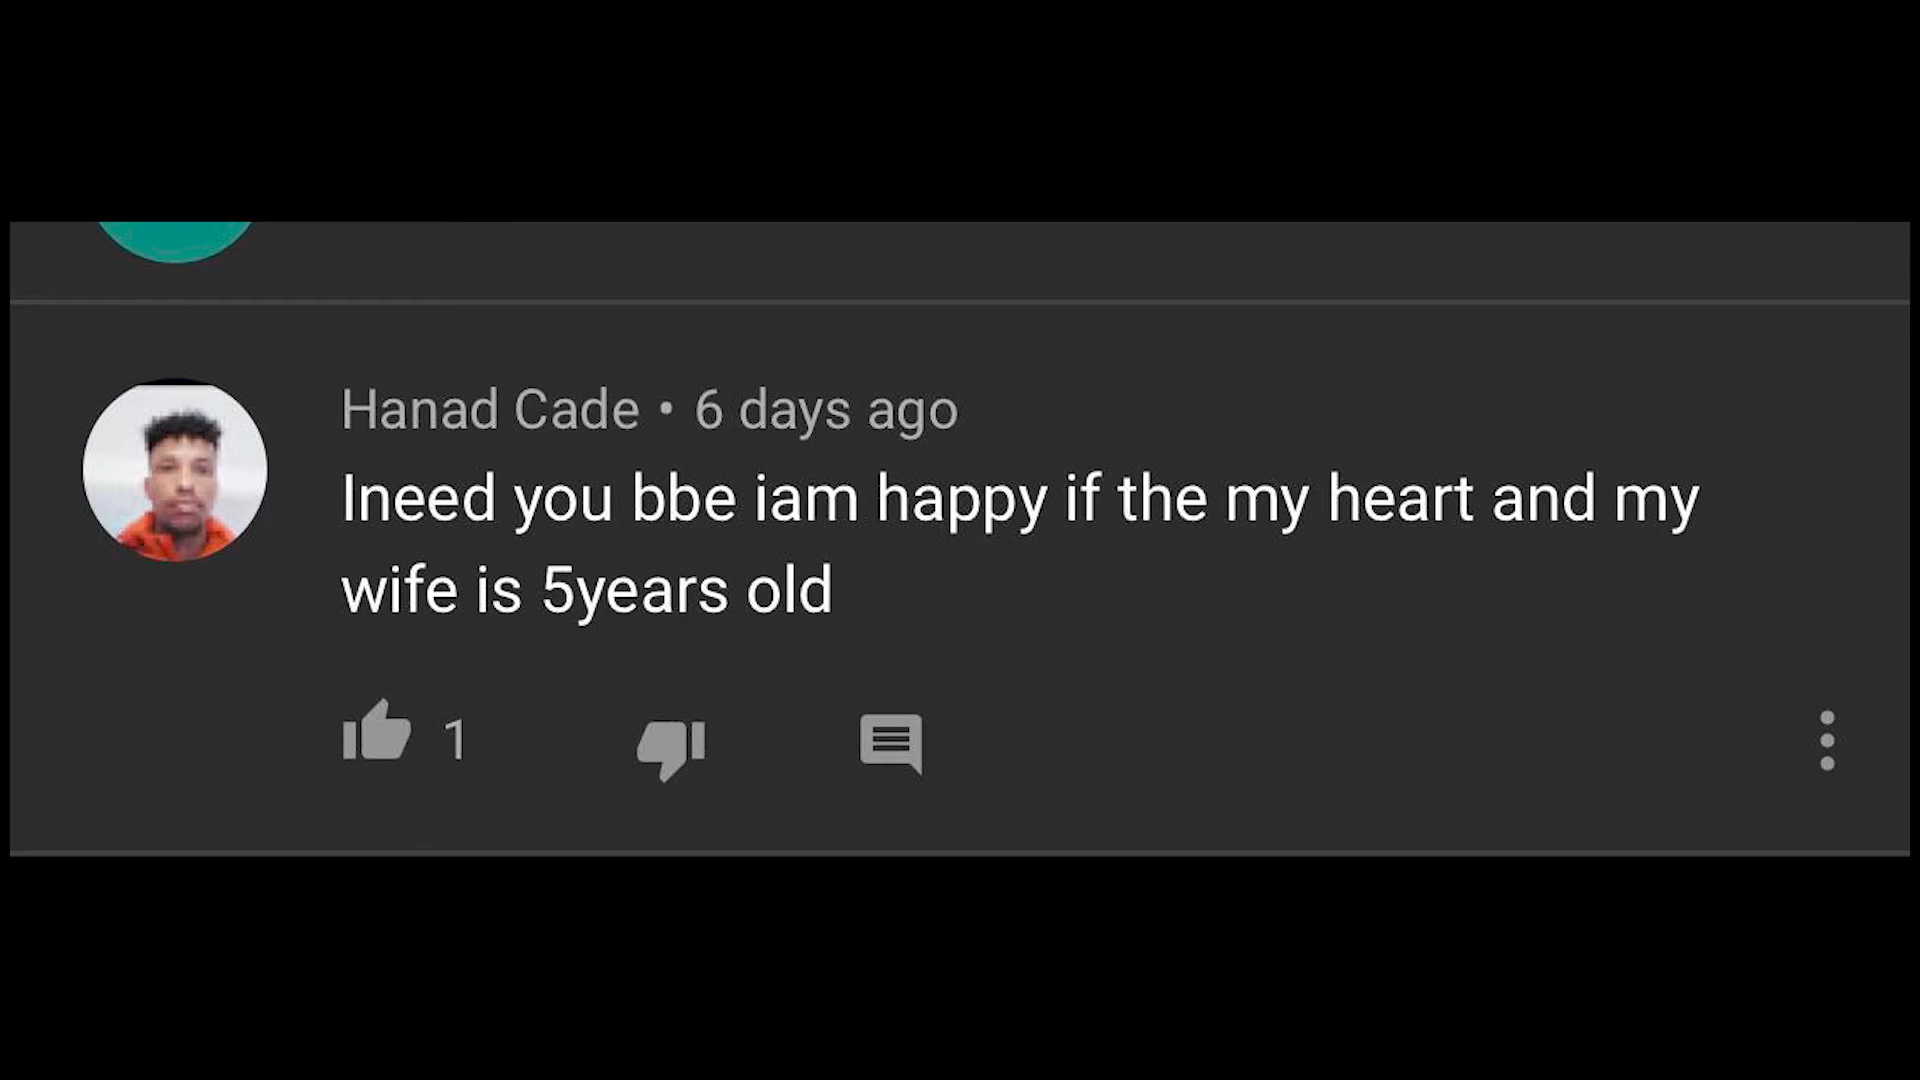 Hanad Cade • 6 days ago
Ineed you bbe iam happy if the my heart and my
wife is 5years old
1